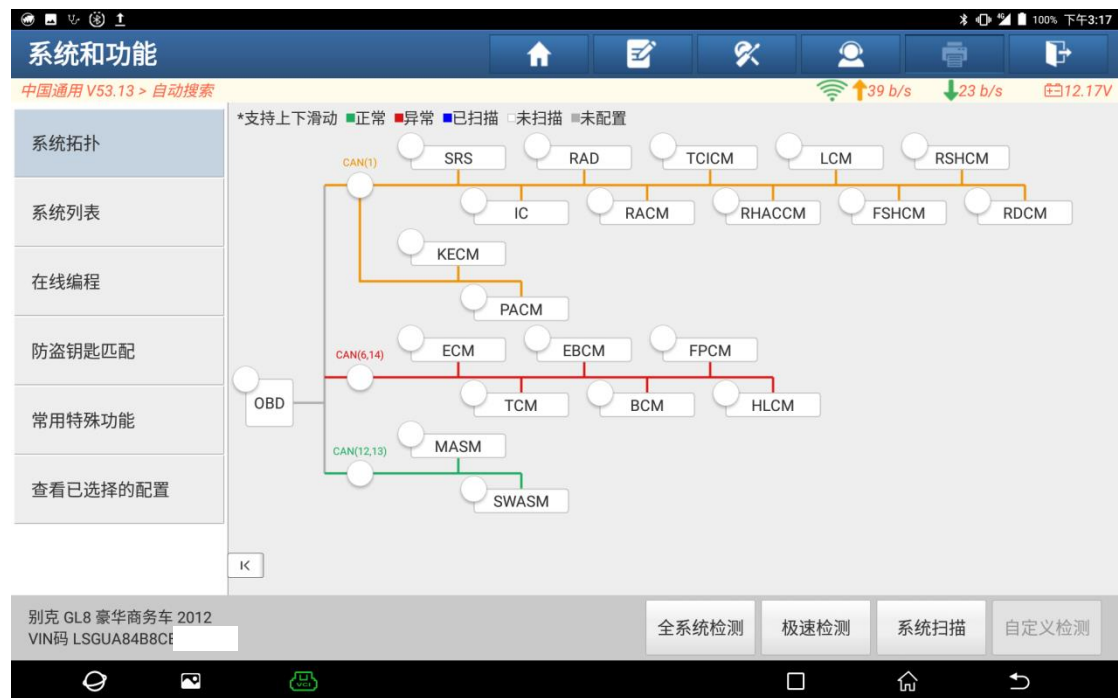 100% 下午3:17
系统和功能
中国通用 V53.13 > 自动搜索
39 b/s 23 b/s 12.17V
系统拓扑
系统列表
在线编程
防盗钥匙匹配
常用特殊功能
查看已选择的配置
*支持上下滑动 正常 异常 已扫描 未扫描 未配置
CAN(1)
SRS RAD TCICM LCM RSHCM
IC RACM RHACCM FSHCM RDCM
KECM
PACM
CAN(6,14)
ECM EBCM FPCM
OBD
TCM BCM HLCM
CAN(12,13)
MASM
SWASM
别克 GL8 豪华商务车 2012
VIN码 LSGUA84B8CE
全系统检测 极速检测 系统扫描 自定义检测
VCI